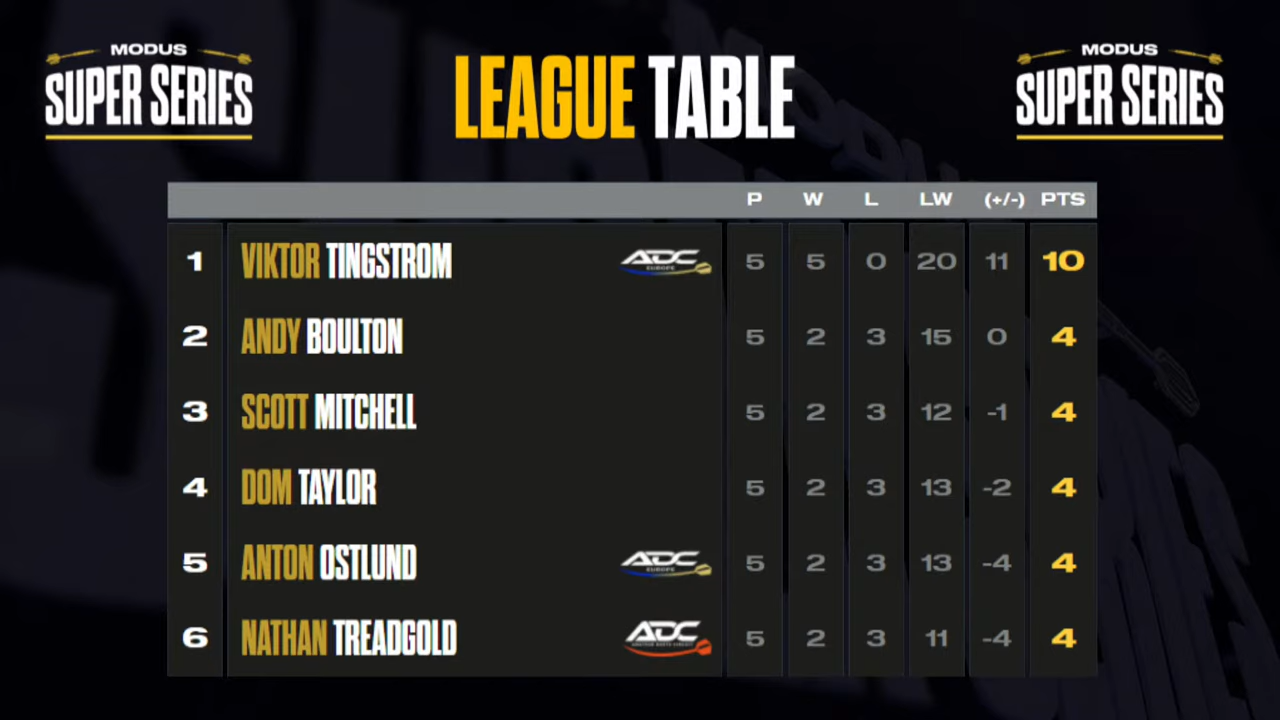 MODUS
SUPER SERIES
LEAGUE TABLE
MODUS
SUPER SERIES
P W L LW (+/-) PTS
1 VIKTOR TINGSTROM ADC EUROPE 5 5 0 20 11 10
2 ANDY BOULTON 5 2 3 15 0 4
3 SCOTT MITCHELL 5 2 3 12 -1 4
4 DOM TAYLOR 5 2 3 13 -2 4
5 ANTON OSTLUND ADC EUROPE 5 2 3 13 -4 4
6 NATHAN TREADGOLD ADC 5 2 3 11 -4 4